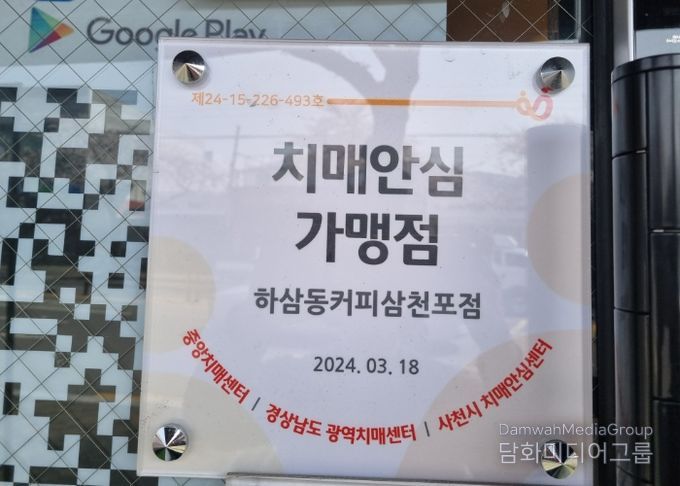 Google Play
제24-15-226-493호
치매안심
가맹점
하삼동커피삼천포점
2024. 03. 18
중앙치매센터 | 경상남도 광역치매센터 | 사천시 치매안심센터
DamwahMediaGroup
담화미디어그룹